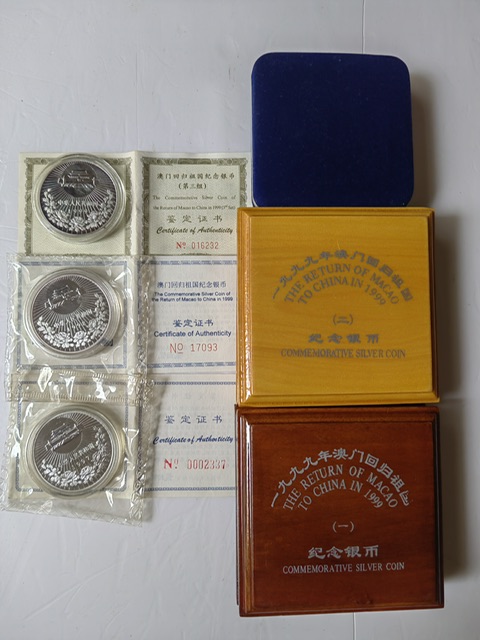 澳门回归祖国纪念银币
(第三组)
The Commemorative Silver Coin of
the Return of Macao to China in 1999(3rd Set)
鉴定证书
Certificate of Authenticity
No 016232
澳门回归祖国纪念银币
The Commemorative Silver Coin of the
Return of Macao to China in 1999
鉴定证书
Certificate of Authenticity
No 17093
鉴定证书
Certificate of Authenticity
No 0002337
一九九九年澳门回归祖国
THE RETURN OF MACAO
TO CHINA IN 1999
(二)
纪念银币
COMMEMORATIVE SILVER COIN
一九九九年澳门回归祖国
THE RETURN OF MACAO
TO CHINA IN 1999
(一)
纪念银币
COMMEMORATIVE SILVER COIN